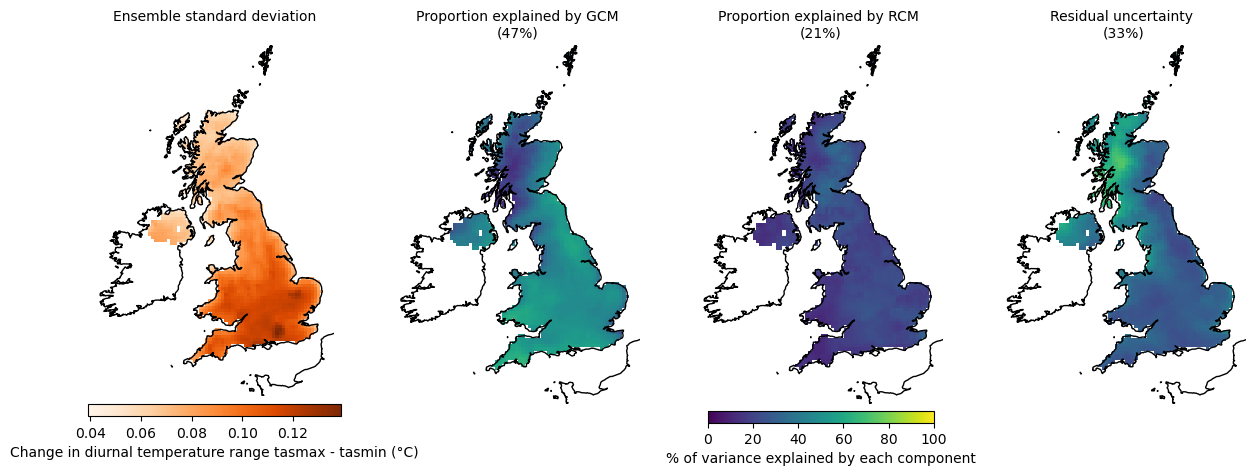 Ensemble standard deviation
Proportion explained by GCM
(47%)
Proportion explained by RCM
(21%)
Residual uncertainty
(33%)
0.04 0.06 0.08 0.10 0.12
Change in diurnal temperature range tasmax - tasmin (°C)
0 20 40 60 80 100
% of variance explained by each component